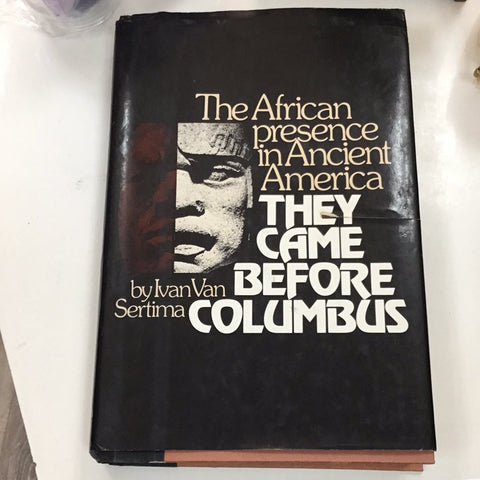 The African
presence
in Ancient
America
THEY
CAME
BEFORE
COLUMBUS
by Ivan Van
Sertima